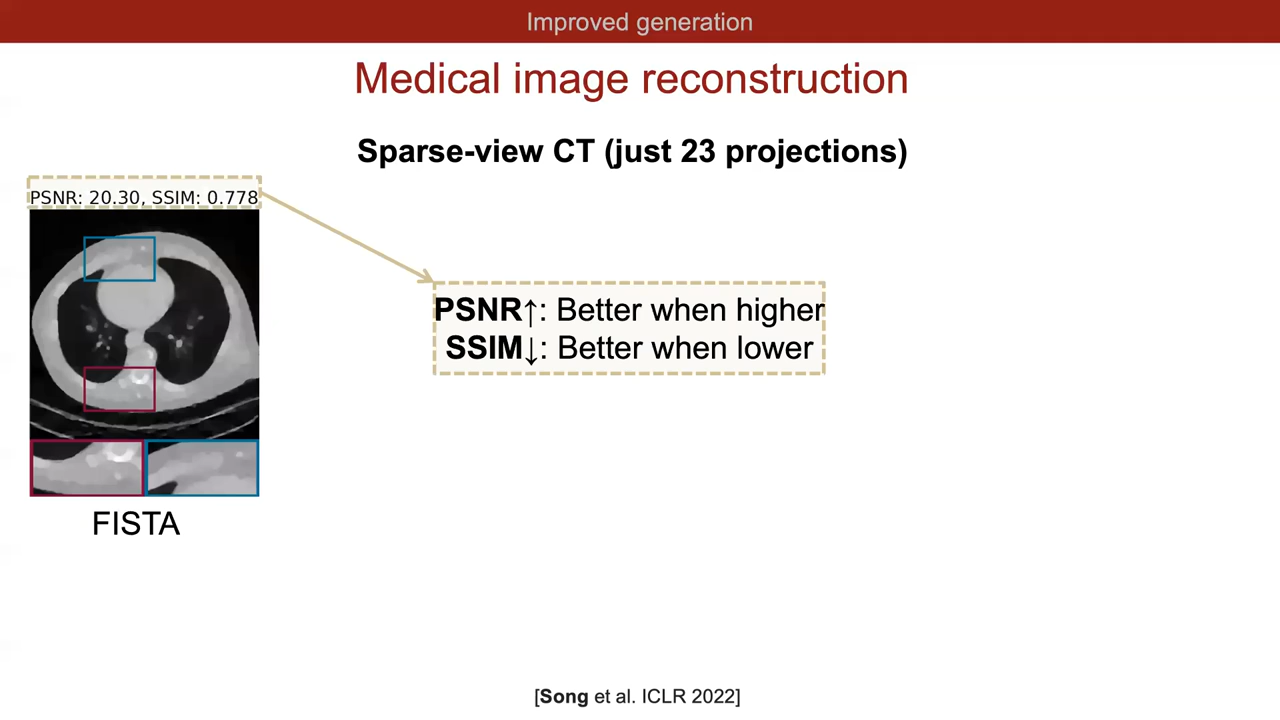 Improved generation
Medical image reconstruction
Sparse-view CT (just 23 projections)
PSNR: 20.30, SSIM: 0.778
PSNR↑: Better when higher
SSIM↓: Better when lower
FISTA
[Song et al. ICLR 2022]